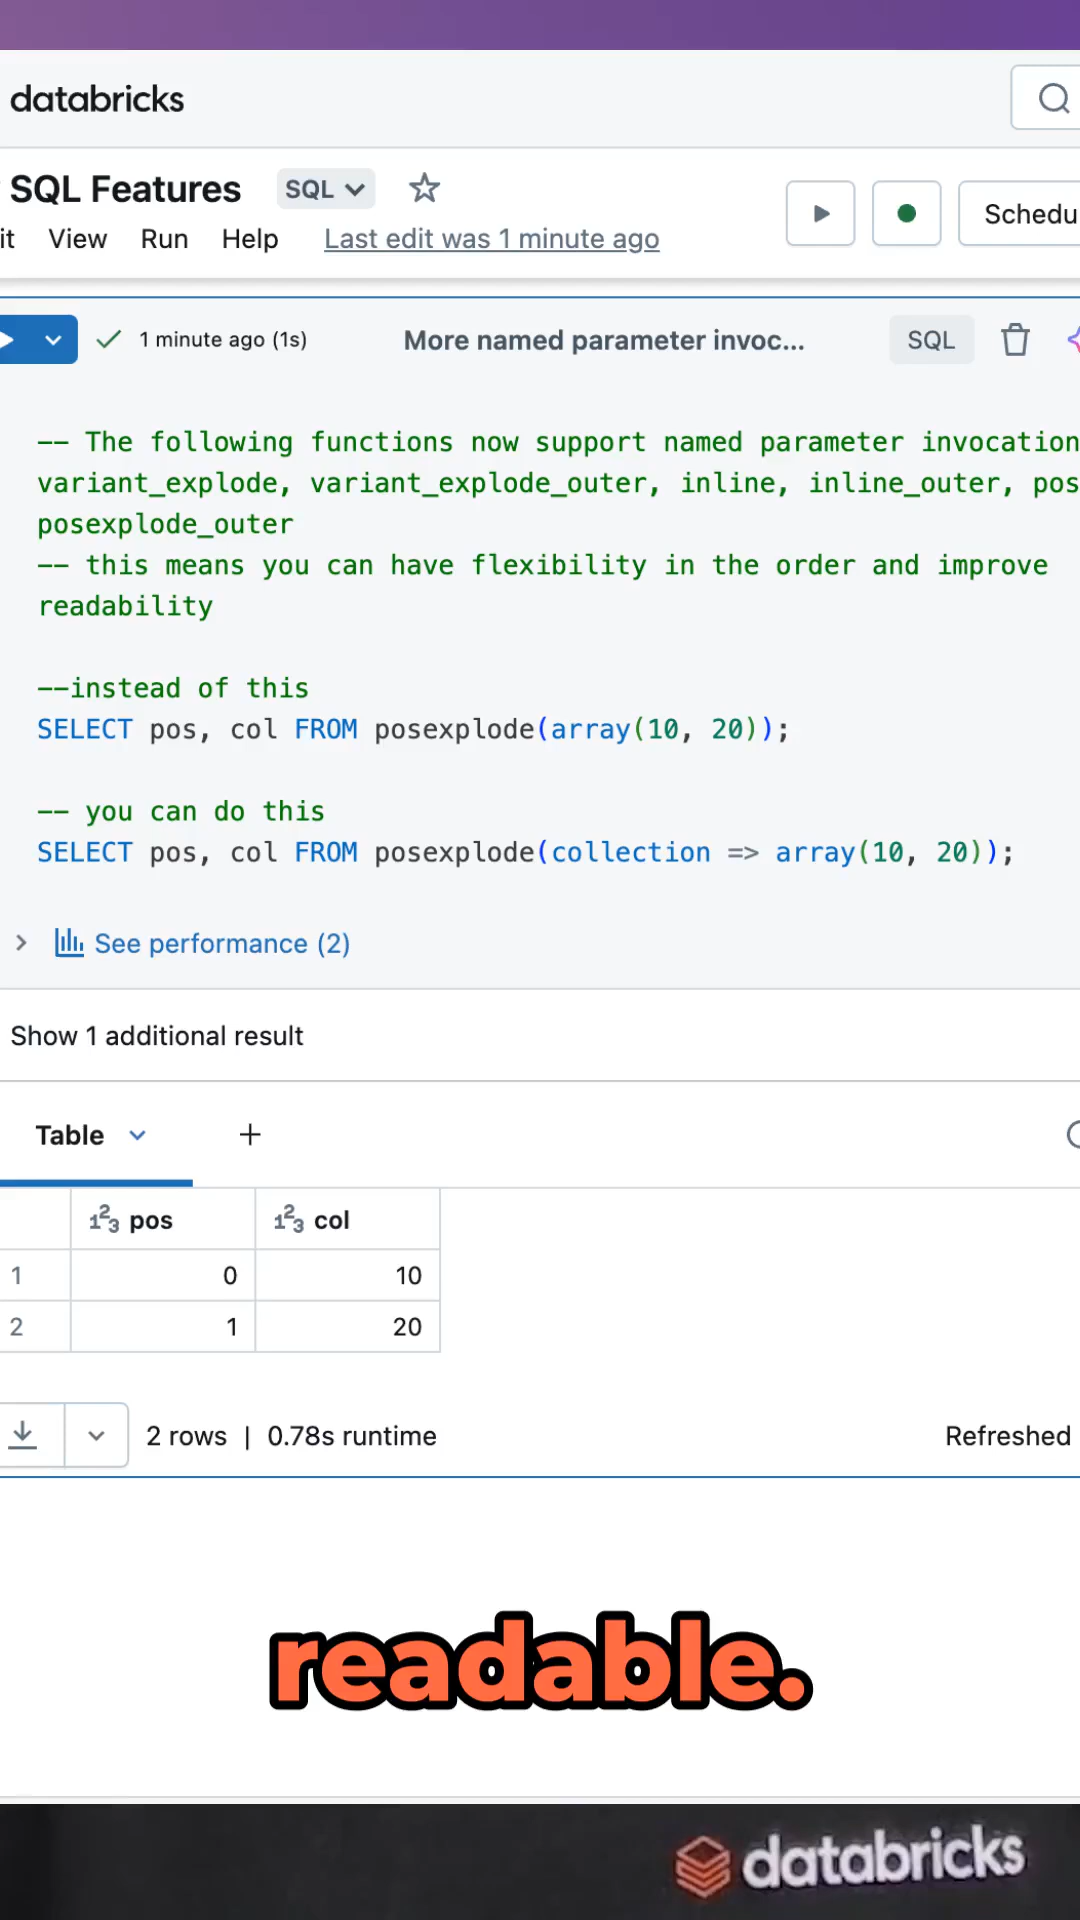 databricks
SQL Features SQL
it View Run Help Last edit was 1 minute ago
Schedu
1 minute ago (1s) More named parameter invoc... SQL
-- The following functions now support named parameter invocation
variant_explode, variant_explode_outer, inline, inline_outer, pos
posexplode_outer
-- this means you can have flexibility in the order and improve
readability
--instead of this
SELECT pos, col FROM posexplode(array(10, 20));
-- you can do this
SELECT pos, col FROM posexplode(collection => array(10, 20));
See performance (2)
Show 1 additional result
Table +
123 pos 123 col
1 0 10
2 1 20
2 rows | 0.78s runtime Refreshed
readable.
databricks